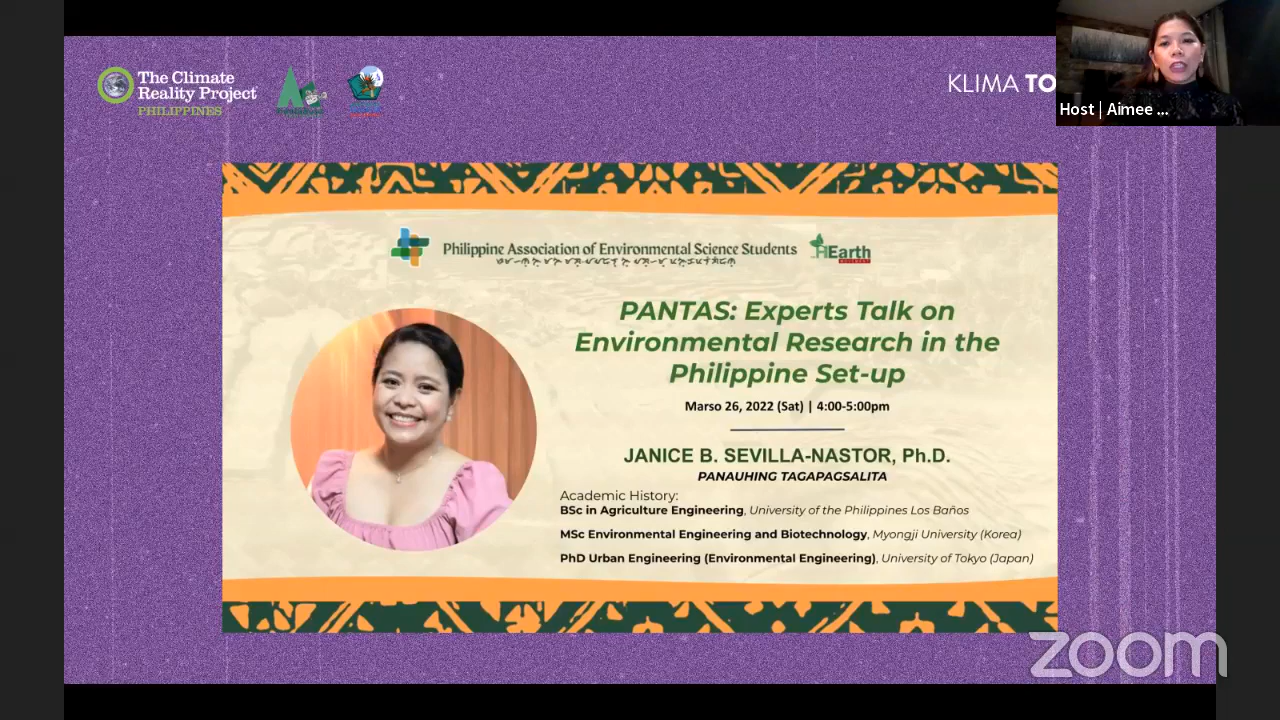 The Climate
Reality Project
PHILIPPINES
KLIMA TO
Host | Aimee ...
Philippine Association of Environmental Science Students
PhilEarth
PANTAS: Experts Talk on
Environmental Research in the
Philippine Set-up
Marso 26, 2022 (Sat) | 4:00-5:00pm
JANICE B. SEVILLA-NASTOR, Ph.D.
PANAUHING TAGAPAGSALITA
Academic History:
BSc in Agriculture Engineering, University of the Philippines Los Baños
MSc Environmental Engineering and Biotechnology, Myongji University (Korea)
PhD Urban Engineering (Environmental Engineering), University of Tokyo (Japan)
zoom